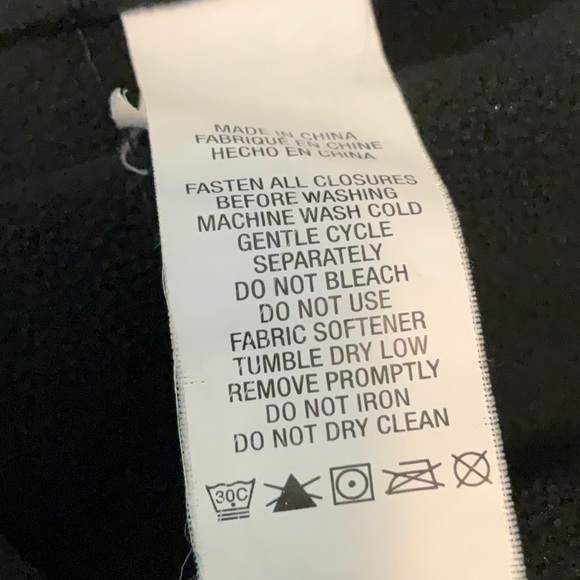 MADE IN CHINA
FABRIQUÉ EN CHINE
HECHO EN CHINA
FASTEN ALL CLOSURES
BEFORE WASHING
MACHINE WASH COLD
GENTLE CYCLE
SEPARATELY
DO NOT BLEACH
DO NOT USE
FABRIC SOFTENER
TUMBLE DRY LOW
REMOVE PROMPTLY
DO NOT IRON
DO NOT DRY CLEAN
30C